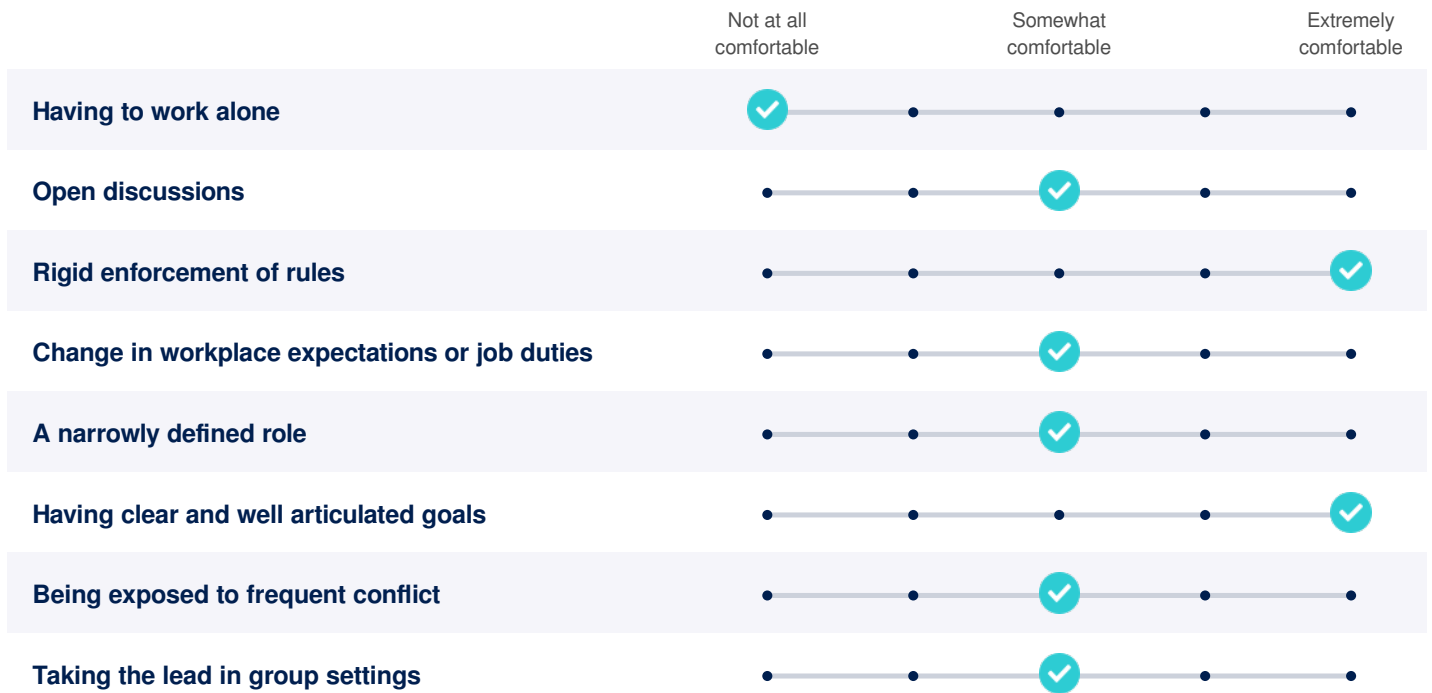 Not at all comfortable
Somewhat comfortable
Extremely comfortable
Having to work alone
Open discussions
Rigid enforcement of rules
Change in workplace expectations or job duties
A narrowly defined role
Having clear and well articulated goals
Being exposed to frequent conflict
Taking the lead in group settings